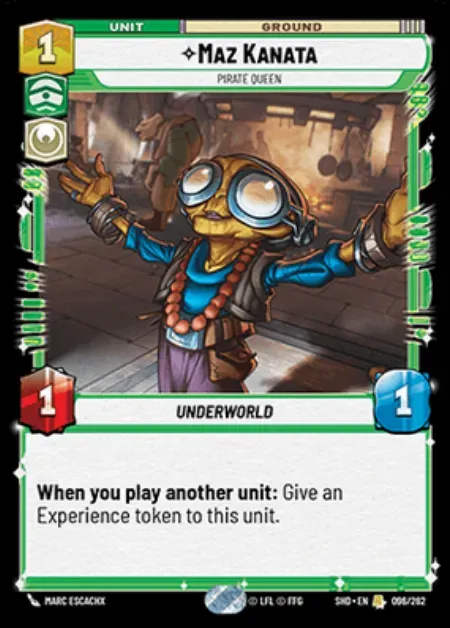 UNIT
GROUND
1
✧MAZ KANATA
PIRATE QUEEN
1
UNDERWORLD
1
When you play another unit: Give an
Experience token to this unit.
MARC ESCACHX
© LFL © FFG
SHD • EN
096/262